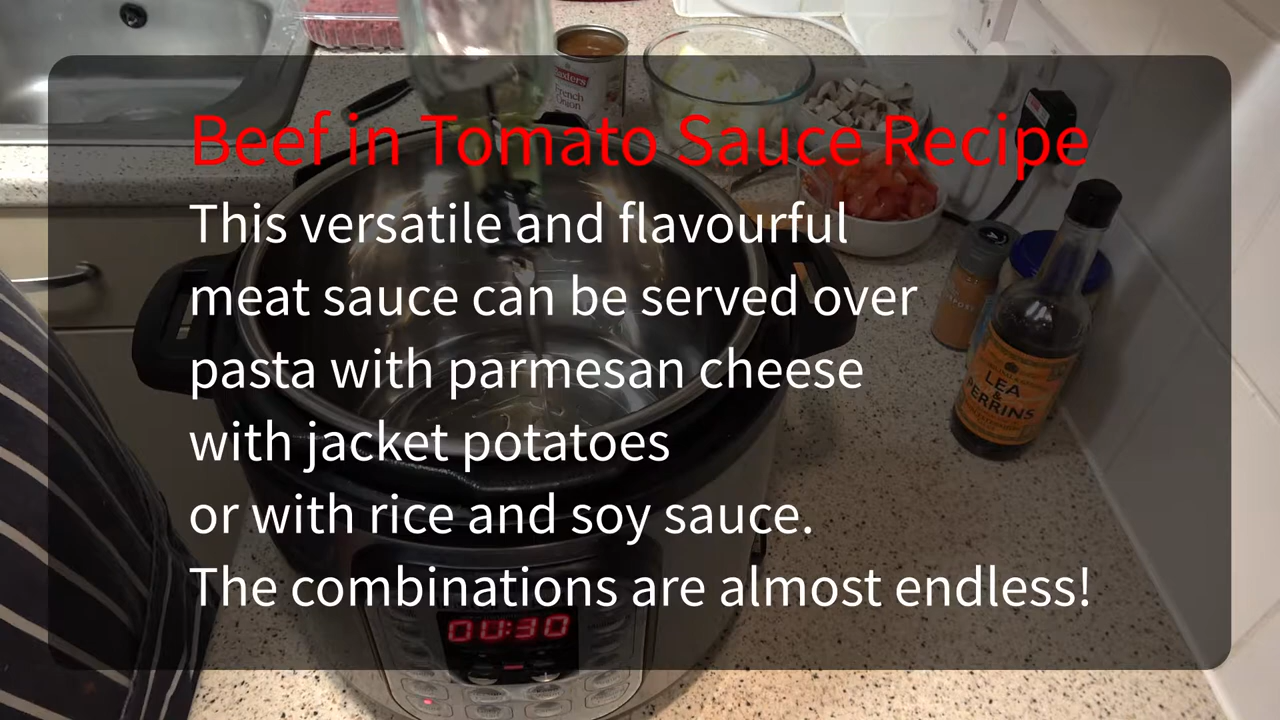 Beef in Tomato Sauce Recipe
This versatile and flavourful
meat sauce can be served over
pasta with parmesan cheese
with jacket potatoes
or with rice and soy sauce.
The combinations are almost endless!
Baxters
French
Onion
LEA
&
PERRINS
00:30